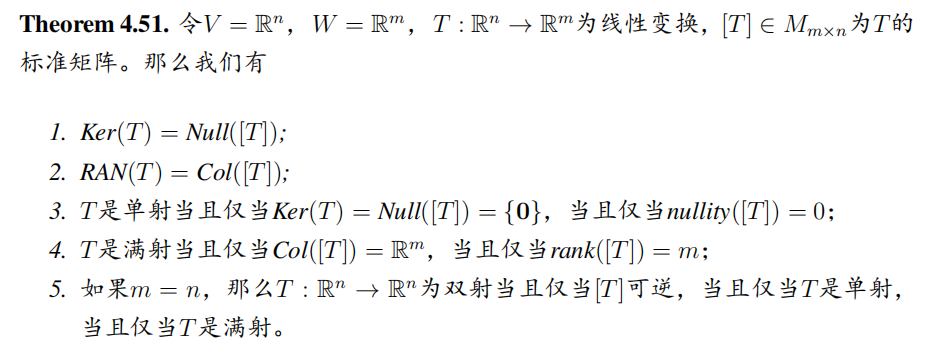 Theorem 4.51. 令V = ℝⁿ，W = ℝᵐ，T : ℝⁿ → ℝᵐ为线性变换，[T] ∈ Mₘₓₙ为T的
标准矩阵。那么我们有
1. Ker(T) = Null([T]);
2. RAN(T) = Col([T]);
3. T是单射当且仅当Ker(T) = Null([T]) = {0}，当且仅当nullity([T]) = 0；
4. T是满射当且仅当Col([T]) = ℝᵐ，当且仅当rank([T]) = m；
5. 如果m = n，那么T : ℝⁿ → ℝⁿ为双射当且仅当[T]可逆，当且仅当T是单射，
当且仅当T是满射。